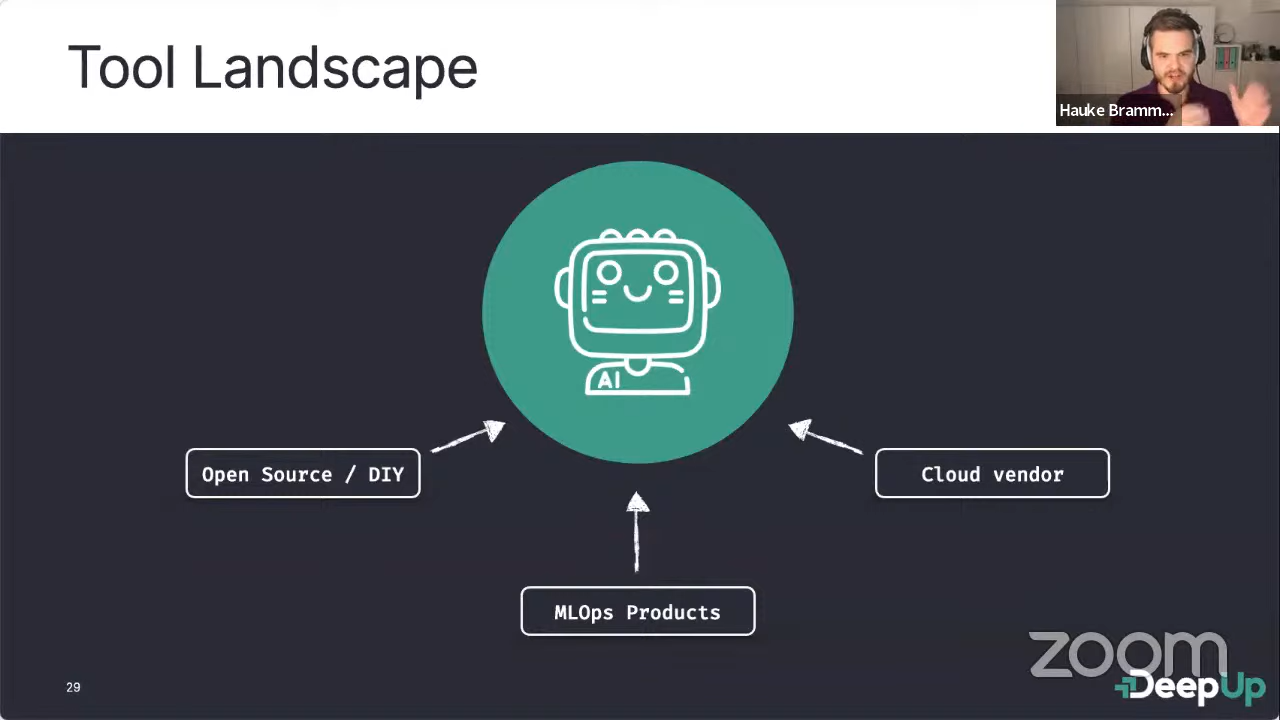 Tool Landscape
Hauke Bramm...
AI
Open Source / DIY
Cloud vendor
MLOps Products
29
zoom
DeepUp